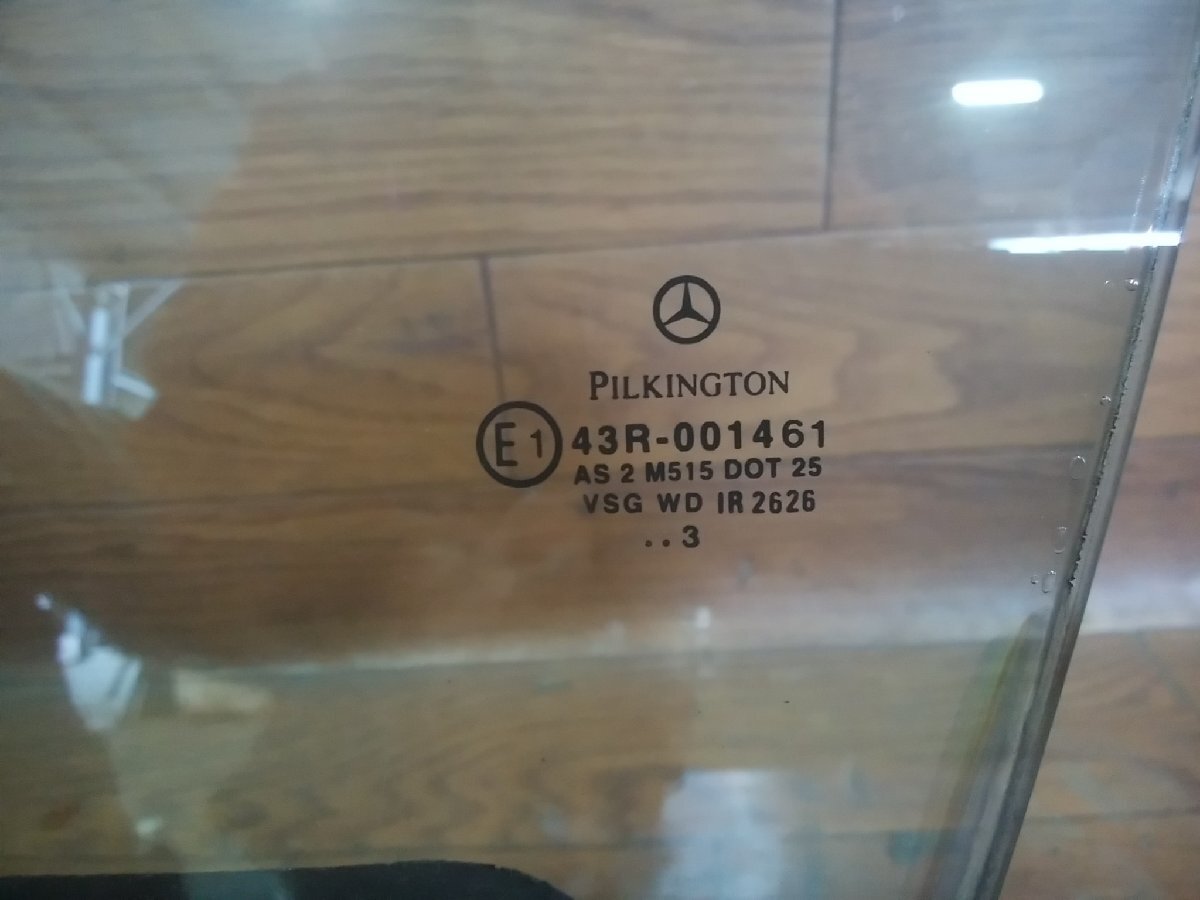 PILKINGTON
E1 43R-001461
AS 2 M515 DOT 25
VSG WD IR 2626
..3